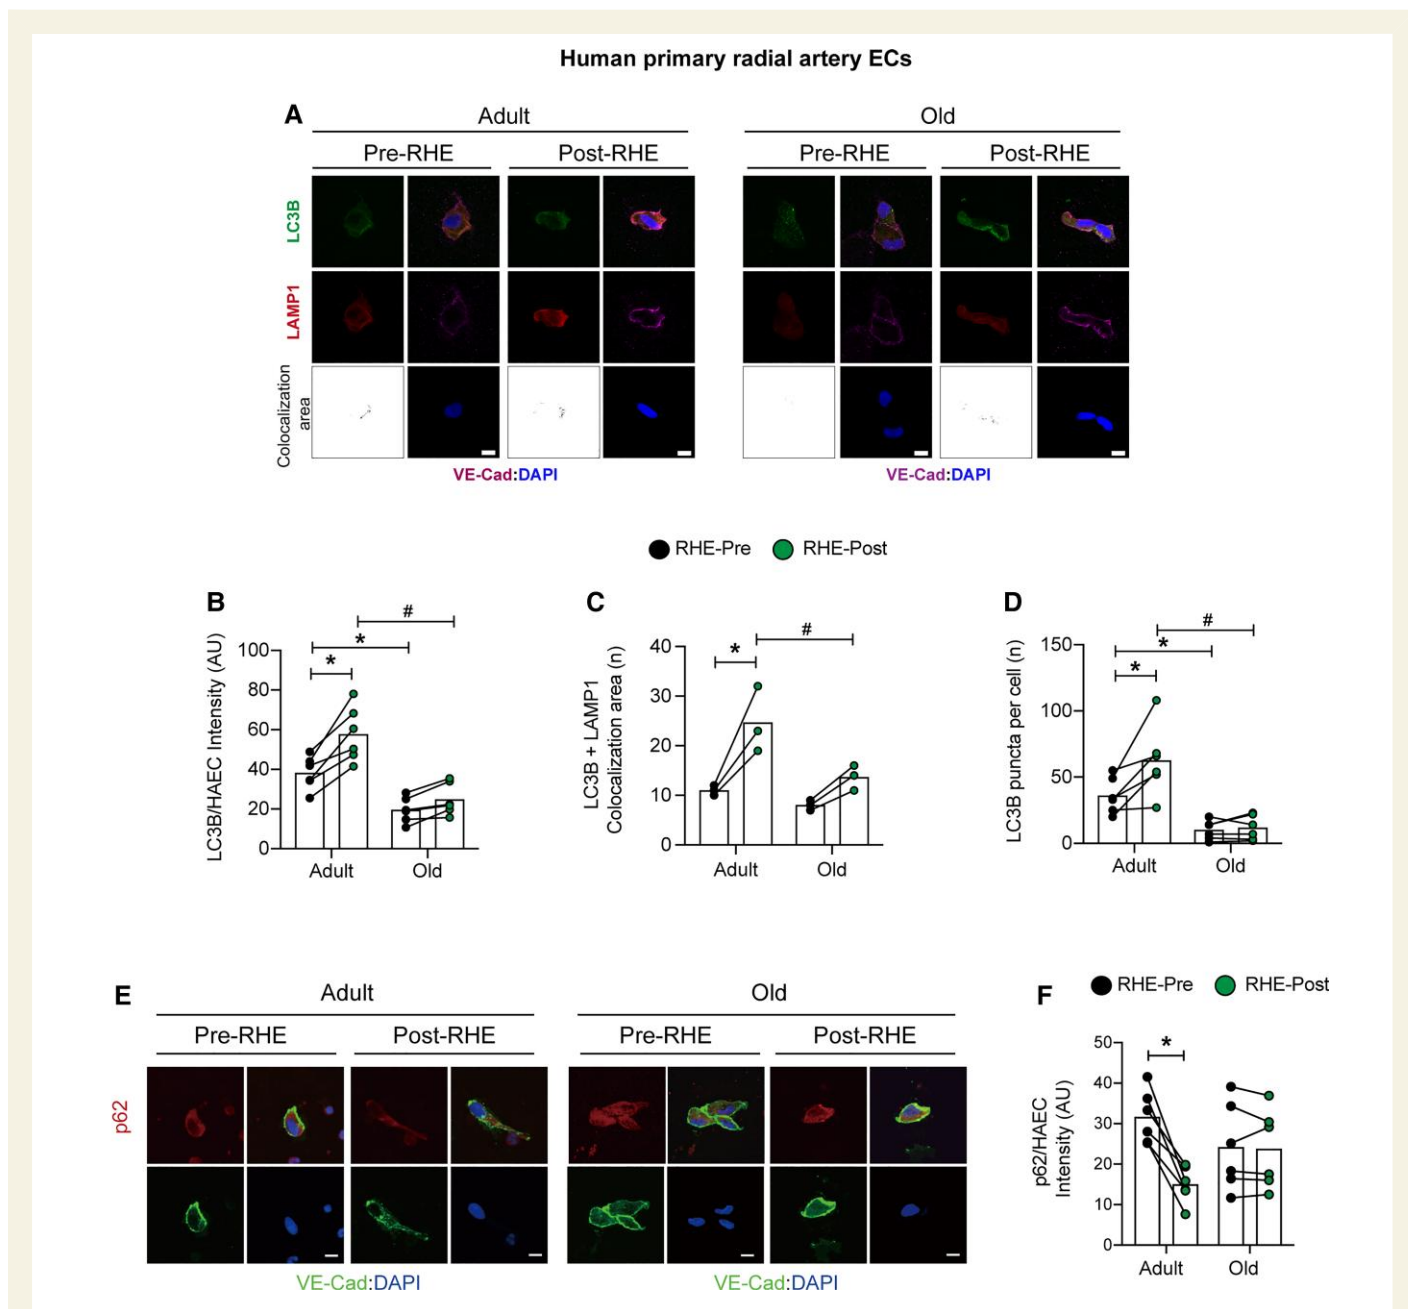 Human primary radial artery ECs
A
Adult
Old
Pre-RHE
Post-RHE
Pre-RHE
Post-RHE
LC3B
LAMP1
Colocalization
area
VE-Cad:DAPI
VE-Cad:DAPI
RHE-Pre
RHE-Post
B
LC3B/HAEC Intensity (AU)
100
80
60
40
20
0
*
*
#
Adult
Old
C
LC3B + LAMP1
Colocalization area (n)
40
30
20
10
0
*
#
Adult
Old
D
LC3B puncta per cell (n)
150
100
50
0
*
*
#
Adult
Old
E
Adult
Old
Pre-RHE
Post-RHE
Pre-RHE
Post-RHE
p62
VE-Cad:DAPI
VE-Cad:DAPI
F
RHE-Pre
RHE-Post
p62/HAEC
Intensity (AU)
50
40
30
20
10
0
*
Adult
Old